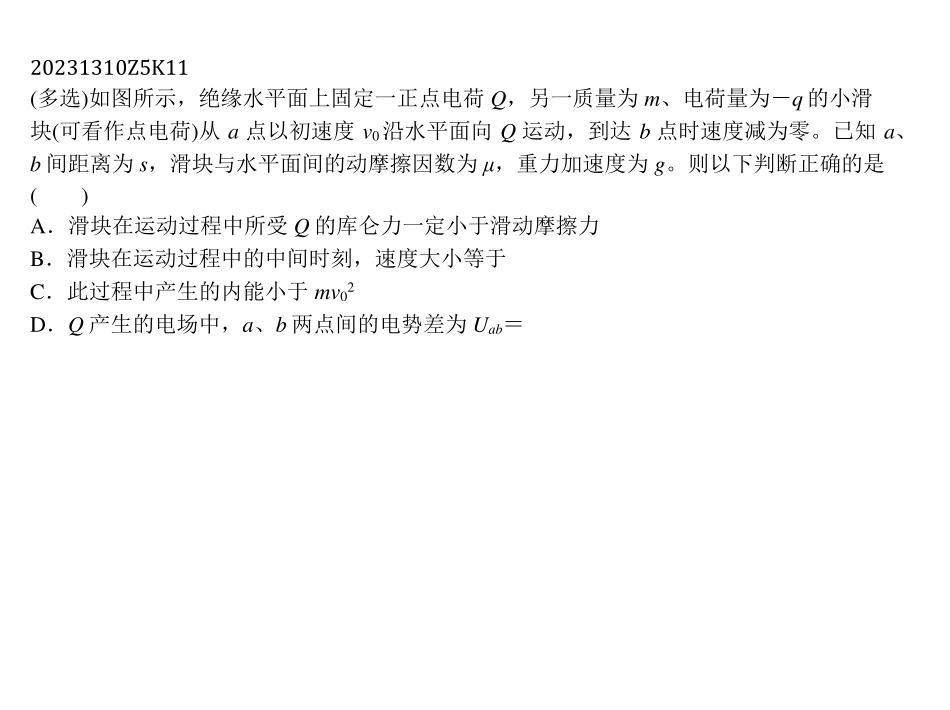 20231310Z5K11
(多选)如图所示，绝缘水平面上固定一正点电荷 Q，另一质量为 m、电荷量为－q 的小滑
块(可看作点电荷)从 a 点以初速度 v₀沿水平面向 Q 运动，到达 b 点时速度减为零。已知 a、
b 间距离为 s，滑块与水平面间的动摩擦因数为 μ，重力加速度为 g。则以下判断正确的是
(　　)
A．滑块在运动过程中所受 Q 的库仑力一定小于滑动摩擦力
B．滑块在运动过程中的中间时刻，速度大小等于
C．此过程中产生的内能小于 mv₀²
D．Q 产生的电场中，a、b 两点间的电势差为 Uab＝